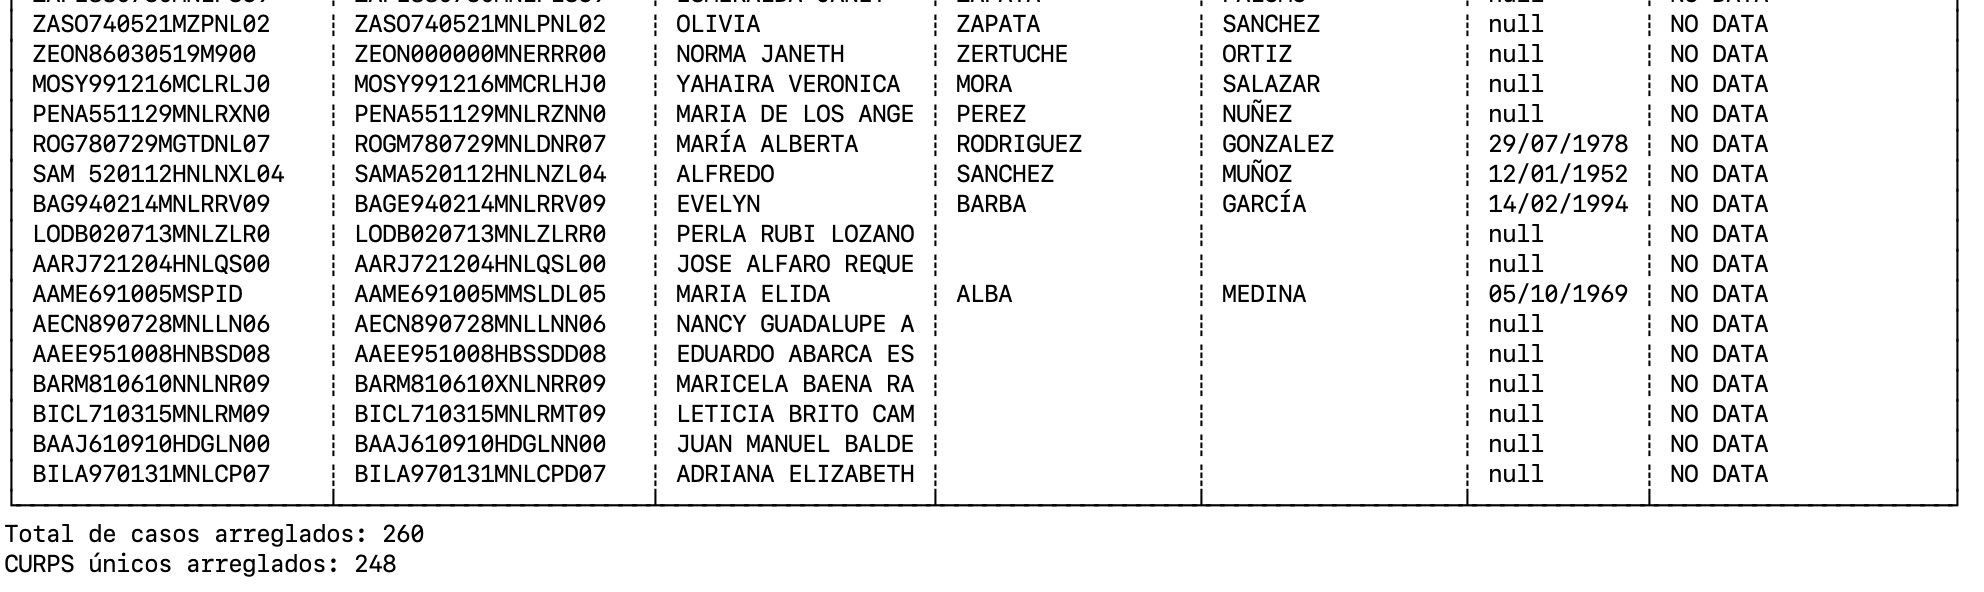 ZASO740521MZPNL02 ZASO740521MNLPNL02 OLIVIA ZAPATA SANCHEZ null NO DATA
ZEON86030519M900 ZEON000000MNERRR00 NORMA JANETH ZERTUCHE ORTIZ null NO DATA
MOSY991216MCLRLJ0 MOSY991216MMCRLHJ0 YAHAIRA VERONICA MORA SALAZAR null NO DATA
PENA551129MNLRXN0 PENA551129MNLRZNN0 MARIA DE LOS ANGE PEREZ NUÑEZ null NO DATA
ROG780729MGTDNL07 ROGM780729MNLDNR07 MARÍA ALBERTA RODRIGUEZ GONZALEZ 29/07/1978 NO DATA
SAM 520112HNLNXL04 SAMA520112HNLNZL04 ALFREDO SANCHEZ MUÑOZ 12/01/1952 NO DATA
BAG940214MNLRRV09 BAGE940214MNLRRV09 EVELYN BARBA GARCÍA 14/02/1994 NO DATA
LODB020713MNLZLR0 LODB020713MNLZLRR0 PERLA RUBI LOZANO null NO DATA
AARJ721204HNLQS00 AARJ721204HNLQSL00 JOSE ALFARO REQUE null NO DATA
AAME691005MSPID AAME691005MMSLDL05 MARIA ELIDA ALBA MEDINA 05/10/1969 NO DATA
AECN890728MNLLN06 AECN890728MNLLNN06 NANCY GUADALUPE A null NO DATA
AAEE951008HNBSD08 AAEE951008HBSSDD08 EDUARDO ABARCA ES null NO DATA
BARM810610NNLNR09 BARM810610XNLNRR09 MARICELA BAENA RA null NO DATA
BICL710315MNLRM09 BICL710315MNLRMT09 LETICIA BRITO CAM null NO DATA
BAAJ610910HDGLN00 BAAJ610910HDGLNN00 JUAN MANUEL BALDE null NO DATA
BILA970131MNLCP07 BILA970131MNLCPD07 ADRIANA ELIZABETH null NO DATA
Total de casos arreglados: 260
CURPS únicos arreglados: 248